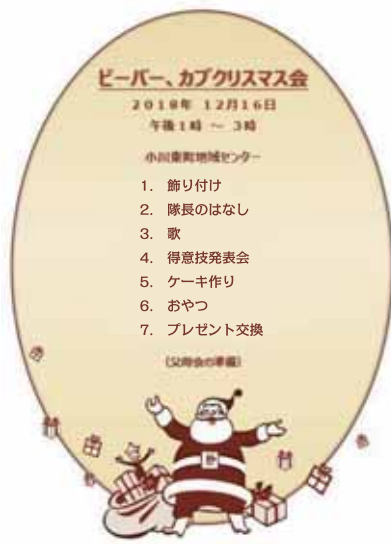 ビーバー、カブクリスマス会
2018年 12月16日
午後1時 ~ 3時
小川東町地域センター
1. 飾り付け
2. 隊長のはなし
3. 歌
4. 得意技発表会
5. ケーキ作り
6. おやつ
7. プレゼント交換
(父母会の準備)